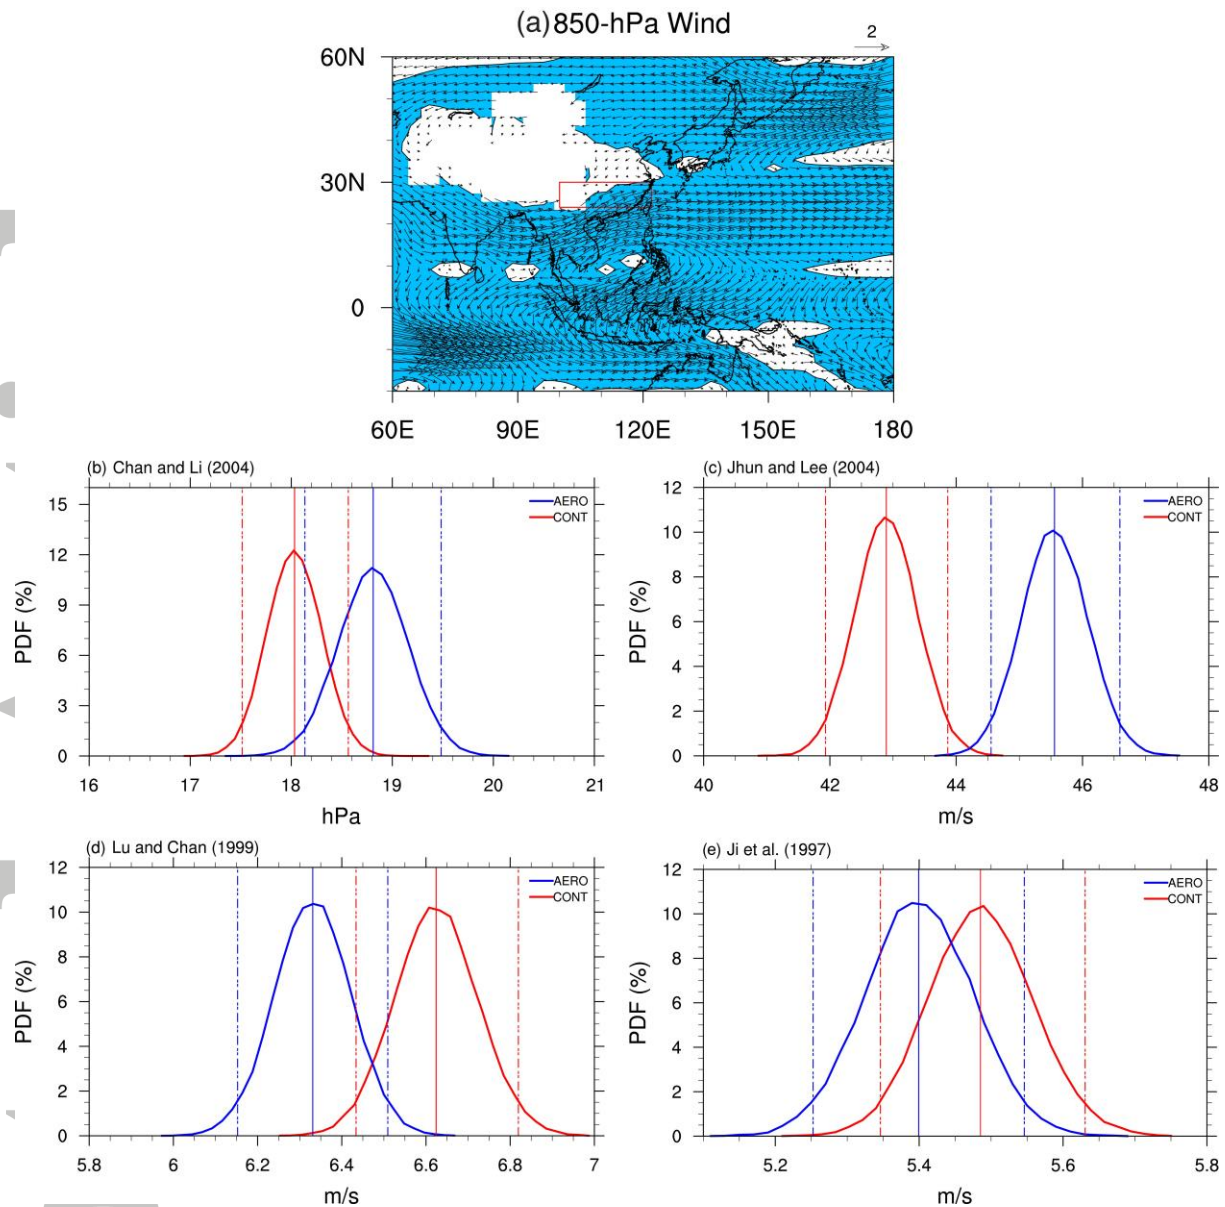 (a) 850-hPa Wind
2
60N
30N
0
60E 90E 120E 150E 180
(b) Chan and Li (2004)
15
12
9
6
3
0
PDF (%)
AERO
CONT
16 17 18 19 20 21
hPa
(c) Jhun and Lee (2004)
12
10
8
6
4
2
0
PDF (%)
AERO
CONT
40 42 44 46 48
m/s
(d) Lu and Chan (1999)
12
10
8
6
4
2
0
PDF (%)
AERO
CONT
5.8 6 6.2 6.4 6.6 6.8 7
m/s
(e) Ji et al. (1997)
12
10
8
6
4
2
0
PDF (%)
AERO
CONT
5.2 5.4 5.6 5.8
m/s